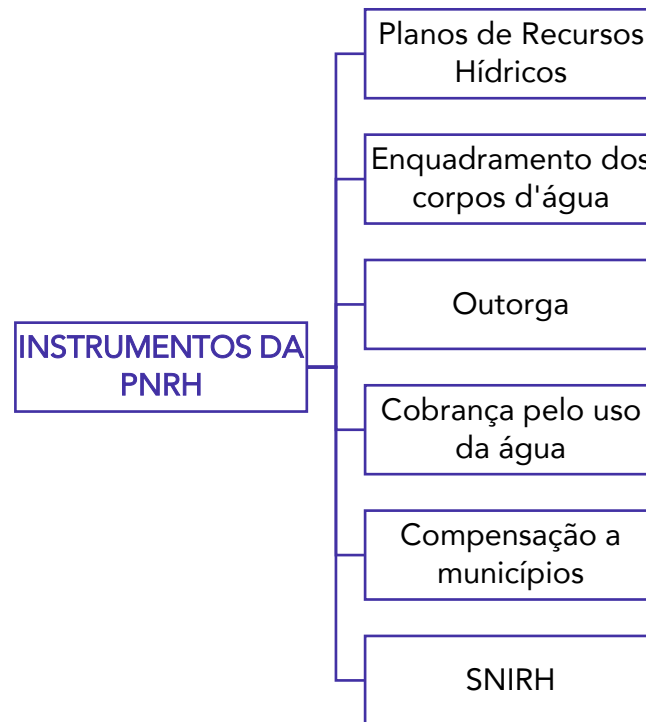 Planos de Recursos
Hídricos
Enquadramento dos
corpos d'água
Outorga
INSTRUMENTOS DA
PNRH
Cobrança pelo uso
da água
Compensação a
municípios
SNIRH